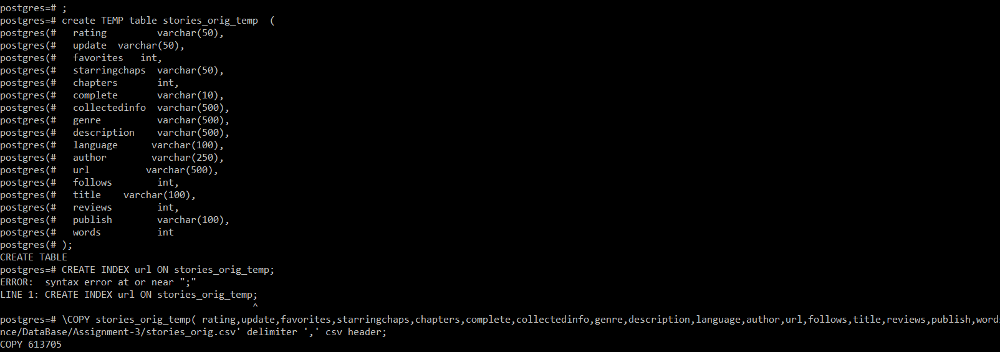 postgres=# ;
postgres=# create TEMP table stories_orig_temp  (
postgres(#   rating         varchar(50),
postgres(#   update  varchar(50),
postgres(#   favorites   int,
postgres(#   starringchaps  varchar(50),
postgres(#   chapters       int,
postgres(#   complete       varchar(10),
postgres(#   collectedinfo  varchar(500),
postgres(#   genre          varchar(500),
postgres(#   description    varchar(500),
postgres(#   language      varchar(100),
postgres(#   author        varchar(250),
postgres(#   url          varchar(500),
postgres(#   follows        int,
postgres(#   title    varchar(100),
postgres(#   reviews        int,
postgres(#   publish        varchar(100),
postgres(#   words          int
postgres(# );
CREATE TABLE
postgres=# CREATE INDEX url ON stories_orig_temp;
ERROR:  syntax error at or near ";"
LINE 1: CREATE INDEX url ON stories_orig_temp;
                                             ^
postgres=# \COPY stories_orig_temp( rating,update,favorites,starringchaps,chapters,complete,collectedinfo,genre,description,language,author,url,follows,title,reviews,publish,word
nce/DataBase/Assignment-3/stories_orig.csv' delimiter ',' csv header;
COPY 613705